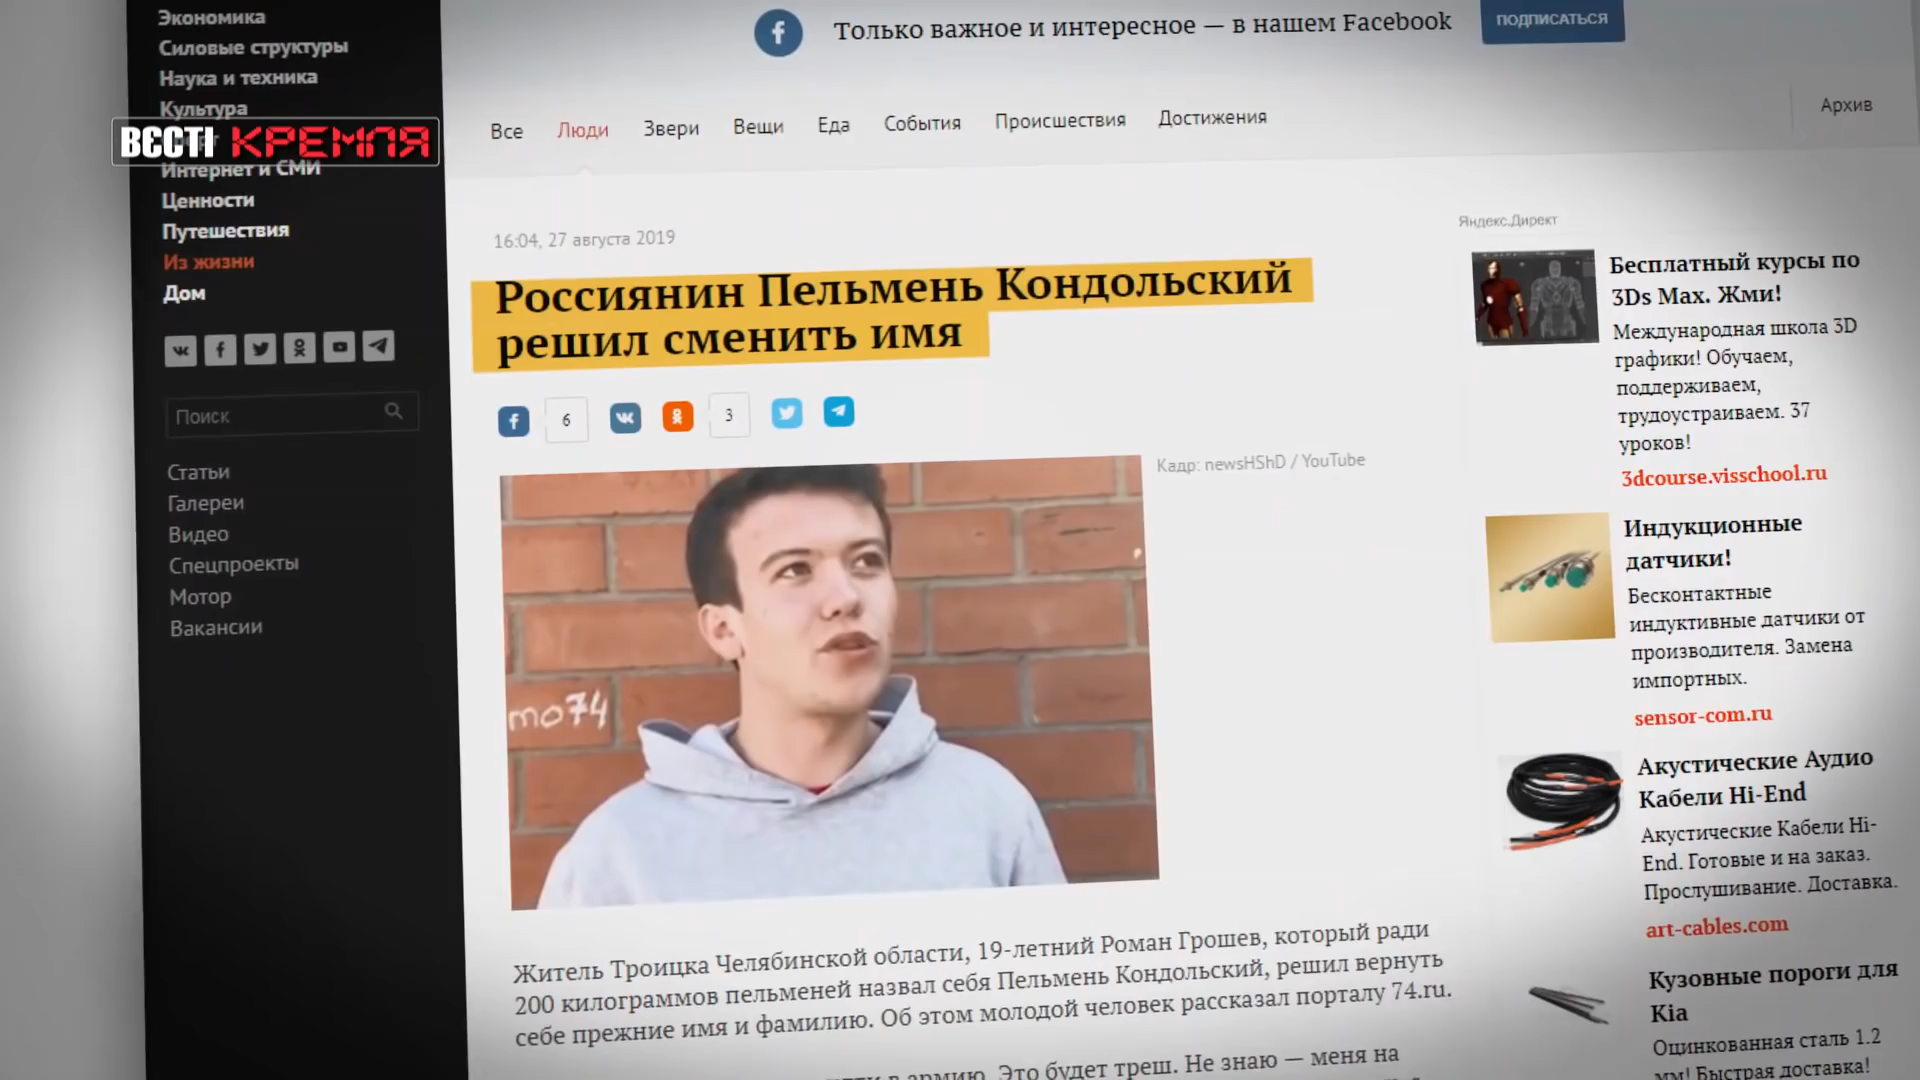 Экономика
Силовые структуры
Наука и техника
Культура
ВЄСТІ КРЕМЛЯ
Интернет и СМИ
Ценности
Путешествия
Из жизни
Дом
Поиск
Статьи
Галереи
Видео
Спецпроекты
Мотор
Вакансии
Только важное и интересное — в нашем Facebook
ПОДПИСАТЬСЯ
Все Люди Звери Вещи Еда События Происшествия Достижения
Архив
16:04, 27 августа 2019
Россиянин Пельмень Кондольский
решил сменить имя
6
3
Кадр: newsHShD / YouTube
mo74
Житель Троицка Челябинской области, 19-летний Роман Грошев, который ради
200 килограммов пельменей назвал себя Пельмень Кондольский, решил вернуть
себе прежние имя и фамилию. Об этом молодой человек рассказал порталу 74.ru.
в армию. Это будет треш. Не знаю — меня на
Яндекс.Директ
Бесплатный курсы по
3Ds Max. Жми!
Международная школа 3D
графики! Обучаем,
поддерживаем,
трудоустраиваем. 37
уроков!
3dcourse.visschool.ru
Индукционные
датчики!
Бесконтактные
индуктивные датчики от
производителя. Замена
импортных.
sensor-com.ru
Акустические Аудио
Кабели Hi-End
Акустические Кабели Hi-
End. Готовые и на заказ.
Прослушивание. Доставка.
art-cables.com
Кузовные пороги для
Kia
Оцинкованная сталь 1.2
мм! Быстрая доставка!